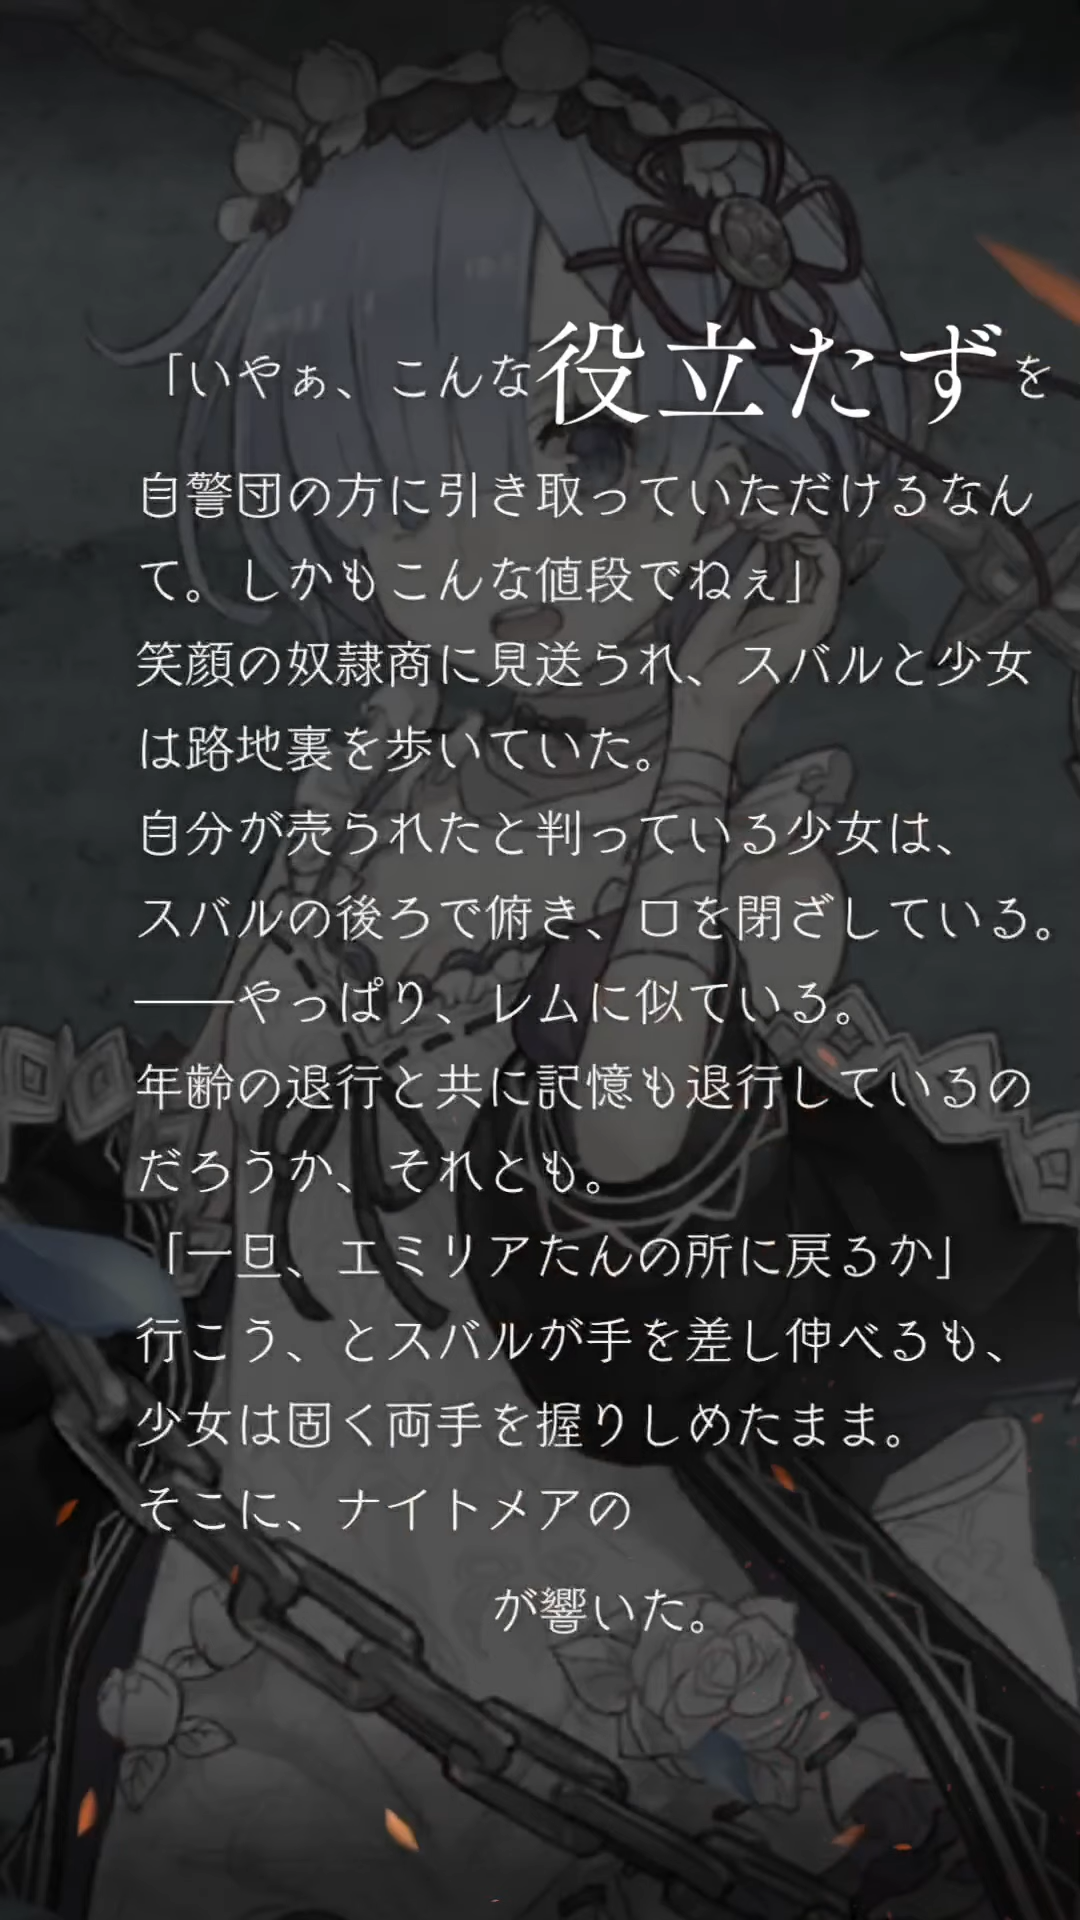 「いやぁ、こんな役立たずを
自警団の方に引き取っていただけるなん
て。しかもこんな値段でねぇ」
笑顔の奴隷商に見送られ、スバルと少女
は路地裏を歩いていた。
自分が売られたと判っている少女は、
スバルの後ろで俯き、口を閉ざしている。
――やっぱり、レムに似ている。
年齢の退行と共に記憶も退行しているの
だろうか、それとも。
「一旦、エミリアたんの所に戻るか」
行こう、とスバルが手を差し伸べるも、
少女は固く両手を握りしめたまま。
そこに、ナイトメアの
が響いた。